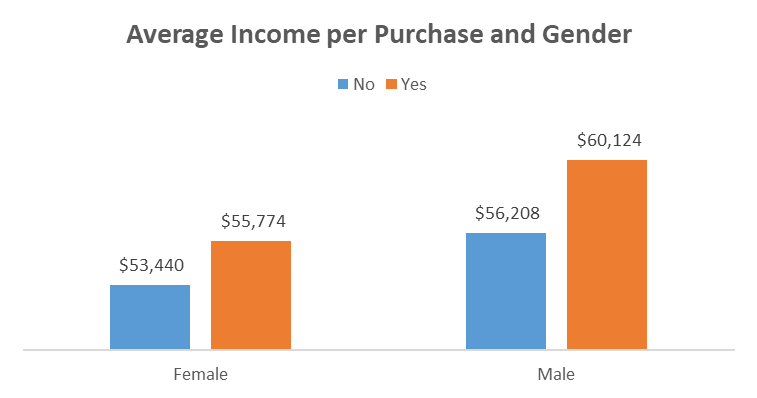 Average Income per Purchase and Gender
No Yes
$60,124
$56,208
$55,774
$53,440
Female Male